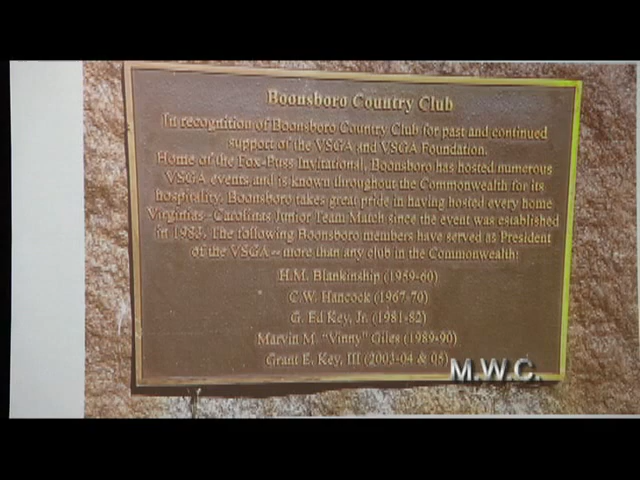 Boonsboro Country Club
In recognition of Boonsboro Country Club for past and continued
support of the VSGA and VSGA Foundation.
Home of the Fox-Puss Invitational, Boonsboro has hosted numerous
VSGA events and is known throughout the Commonwealth for its
hospitality. Boonsboro takes great pride in having hosted every home
Virginias-Carolinas Junior Team Match since the event was established
in 1983. The following Boonsboro members have served as President
of the VSGA - more than any club in the Commonwealth:
H.M. Blankinship (1959-60)
C.W. Hancock (1967-70)
G. Ed Key, Jr. (1981-82)
Marvin M. "Vinny" Giles (1989-90)
Grant E. Key, III (2003-04 & 08)
M.W.C.